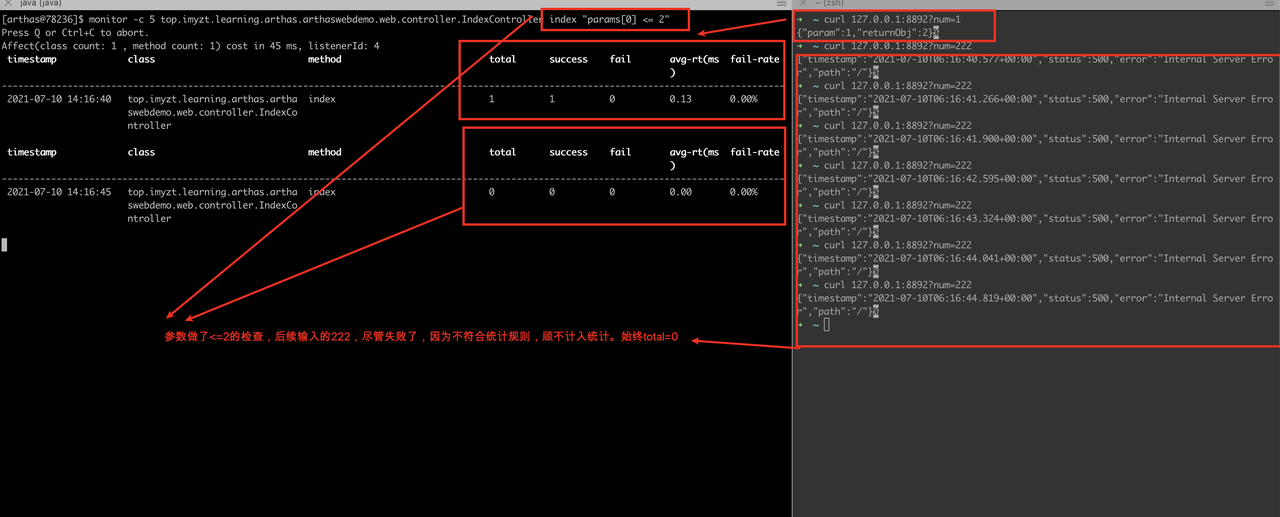 java (java)
[arthas@78236]$ monitor -c 5 top.imyzt.learning.arthas.arthaswebdemo.web.controller.IndexController index "params[0] <= 2"
Press Q or Ctrl+C to abort.
Affect(class count: 1 , method count: 1) cost in 45 ms, listenerId: 4
timestamp class method total success fail avg-rt(ms fail-rate
)
2021-07-10 14:16:40 top.imyzt.learning.arthas.artha index 1 1 0 0.13 0.00%
swebdemo.web.controller.IndexCo
ntroller
timestamp class method total success fail avg-rt(ms fail-rate
)
2021-07-10 14:16:45 top.imyzt.learning.arthas.artha index 0 0 0 0.00 0.00%
swebdemo.web.controller.IndexCo
ntroller
参数做了<=2的检查，后续输入的222，尽管失败了，因为不符合统计规则，顾不计入统计。始终total=0
~ (zsh)
➜ ~ curl 127.0.0.1:8892?num=1
{"param":1,"returnObj":2}%
➜ ~ curl 127.0.0.1:8892?num=222
{"timestamp":"2021-07-10T06:16:40.577+00:00","status":500,"error":"Internal Server Erro
r","path":"/"}%
➜ ~ curl 127.0.0.1:8892?num=222
{"timestamp":"2021-07-10T06:16:41.266+00:00","status":500,"error":"Internal Server Erro
r","path":"/"}%
➜ ~ curl 127.0.0.1:8892?num=222
{"timestamp":"2021-07-10T06:16:41.900+00:00","status":500,"error":"Internal Server Erro
r","path":"/"}%
➜ ~ curl 127.0.0.1:8892?num=222
{"timestamp":"2021-07-10T06:16:42.595+00:00","status":500,"error":"Internal Server Erro
r","path":"/"}%
➜ ~ curl 127.0.0.1:8892?num=222
{"timestamp":"2021-07-10T06:16:43.324+00:00","status":500,"error":"Internal Server Erro
r","path":"/"}%
➜ ~ curl 127.0.0.1:8892?num=222
{"timestamp":"2021-07-10T06:16:44.041+00:00","status":500,"error":"Internal Server Erro
r","path":"/"}%
➜ ~ curl 127.0.0.1:8892?num=222
{"timestamp":"2021-07-10T06:16:44.819+00:00","status":500,"error":"Internal Server Erro
r","path":"/"}%
➜ ~